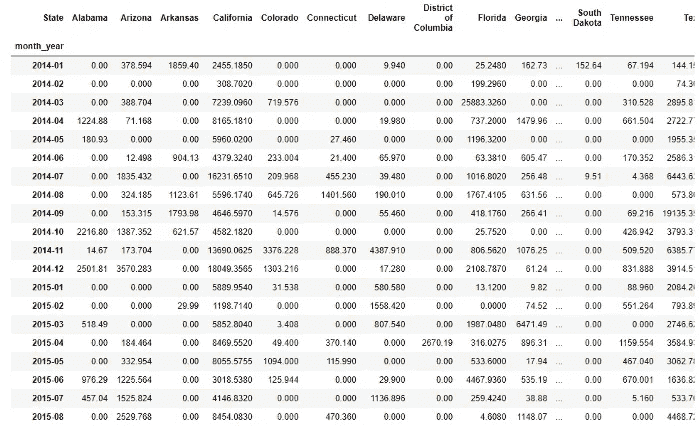 State Alabama Arizona Arkansas California Colorado Connecticut Delaware District of Columbia Florida Georgia ... South Dakota Tennessee
month_year
2014-01 0.00 378.594 1859.40 2455.1850 0.000 0.000 9.940 0.00 25.2480 162.73 ... 152.64 67.194 144.1
2014-02 0.00 0.000 0.00 308.7020 0.000 0.000 0.000 0.00 199.2960 0.00 ... 0.00 0.000 74.3
2014-03 0.00 388.704 0.00 7239.0960 719.576 0.000 0.000 0.00 25883.3260 0.00 ... 0.00 310.528 2895.8
2014-04 1224.88 71.168 0.00 8165.1810 0.000 0.000 19.980 0.00 737.2000 1479.96 ... 0.00 661.504 2722.7
2014-05 180.93 0.000 0.00 5960.0200 0.000 27.460 0.000 0.00 1196.3200 0.00 ... 0.00 0.000 1955.3
2014-06 0.00 12.498 904.13 4379.3240 233.004 21.400 65.970 0.00 63.3810 605.47 ... 0.00 170.352 2586.3
2014-07 0.00 1835.432 0.00 16231.6510 209.968 455.230 39.480 0.00 1016.8020 256.48 ... 9.51 4.368 6443.6
2014-08 0.00 324.185 1123.61 5596.1740 645.726 1401.560 190.010 0.00 1767.4105 631.56 ... 0.00 0.000 573.8
2014-09 0.00 153.315 1793.98 4646.5970 14.576 0.000 55.460 0.00 418.1760 266.41 ... 0.00 69.216 19135.3
2014-10 2216.80 1387.352 621.57 4582.1820 0.000 0.000 0.000 0.00 25.7520 0.00 ... 0.00 426.942 3793.3
2014-11 14.67 173.704 0.00 13690.0625 3376.228 888.370 4387.910 0.00 806.5620 1076.25 ... 0.00 509.520 6385.7
2014-12 2501.81 3570.283 0.00 18049.3565 1303.216 0.000 17.280 0.00 2108.7870 61.24 ... 0.00 831.888 3914.5
2015-01 0.00 0.000 0.00 5889.9540 31.538 0.000 580.580 0.00 13.1200 9.82 ... 0.00 88.960 2084.2
2015-02 0.00 0.000 29.99 1198.7140 0.000 0.000 1558.420 0.00 0.0000 74.52 ... 0.00 551.264 793.8
2015-03 518.49 0.000 0.00 5852.8040 3.408 0.000 807.540 0.00 1987.0480 6471.49 ... 0.00 0.000 2746.6
2015-04 0.00 184.464 0.00 8469.5520 49.400 370.140 0.000 2670.19 316.0275 896.31 ... 0.00 1159.554 3584.9
2015-05 0.00 332.954 0.00 8055.5755 1094.000 115.990 0.000 0.00 533.6000 17.94 ... 0.00 467.040 3062.7
2015-06 976.29 1225.564 0.00 3018.5380 125.944 0.000 29.900 0.00 4467.9360 535.19 ... 0.00 670.001 1636.8
2015-07 457.04 1525.824 0.00 4146.8320 0.000 0.000 1136.896 0.00 259.4240 38.88 ... 0.00 5.160 533.7
2015-08 0.00 2529.768 0.00 8454.0830 0.000 470.360 0.000 0.00 4.6080 1148.07 ... 0.00 0.000 4468.7